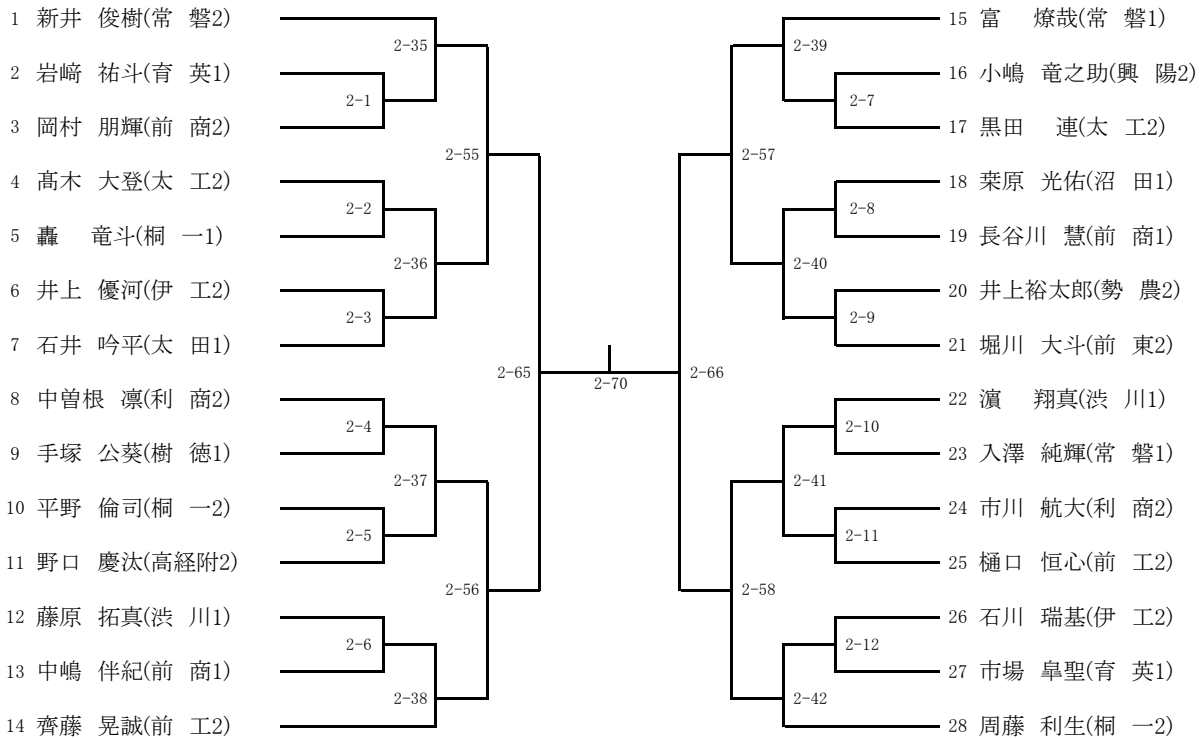 1 新井 俊樹(常 磐2)
2 岩﨑 祐斗(育 英1)
3 岡村 朋輝(前 商2)
4 髙木 大登(太 工2)
5 轟 竜斗(桐 一1)
6 井上 優河(伊 工2)
7 石井 吟平(太 田1)
8 中曽根 凛(利 商2)
9 手塚 公葵(樹 徳1)
10 平野 倫司(桐 一2)
11 野口 慶汰(高経附2)
12 藤原 拓真(渋 川1)
13 中嶋 伴紀(前 商1)
14 齊藤 晃誠(前 工2)
2-35
2-1
2-55
2-2
2-36
2-3
2-65
2-4
2-37
2-5
2-56
2-6
2-38
2-70
2-39
2-7
2-57
2-8
2-40
2-9
2-66
2-10
2-41
2-11
2-58
2-12
2-42
15 富 燎哉(常 磐1)
16 小嶋 竜之助(興 陽2)
17 黒田 連(太 工2)
18 桒原 光佑(沼 田1)
19 長谷川 慧(前 商1)
20 井上裕太郎(勢 農2)
21 堀川 大斗(前 東2)
22 濵 翔真(渋 川1)
23 入澤 純輝(常 磐1)
24 市川 航大(利 商2)
25 樋口 恒心(前 工2)
26 石川 瑞基(伊 工2)
27 市場 皐聖(育 英1)
28 周藤 利生(桐 一2)